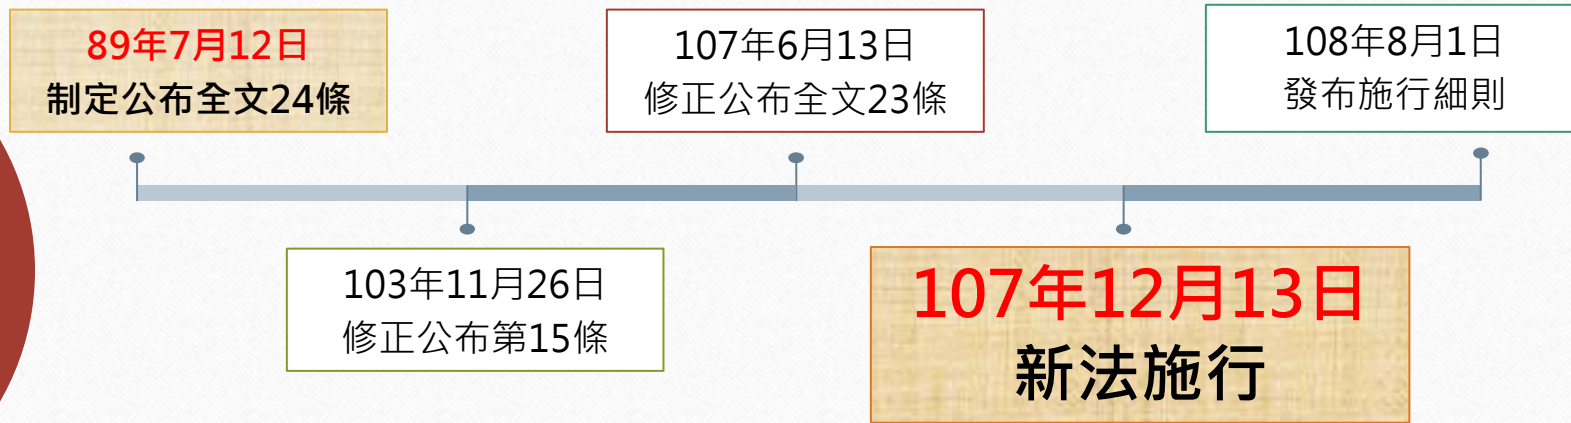 89年7月12日
制定公布全文24條
103年11月26日
修正公布第15條
107年6月13日
修正公布全文23條
107年12月13日
新法施行
108年8月1日
發布施行細則